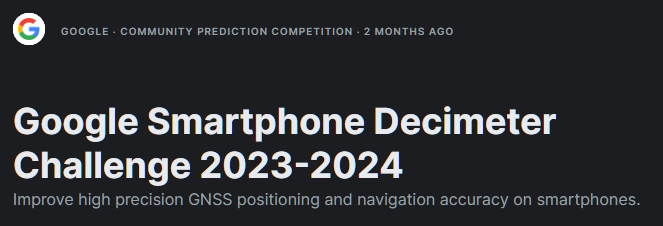 GOOGLE · COMMUNITY PREDICTION COMPETITION · 2 MONTHS AGO
Google Smartphone Decimeter
Challenge 2023-2024
Improve high precision GNSS positioning and navigation accuracy on smartphones.